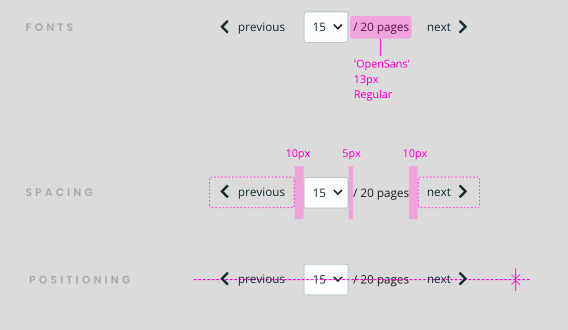 FONTS previous 15 / 20 pages next
'OpenSans'
13px
Regular
10px 5px 10px
SPACING previous 15 / 20 pages next
POSITIONING previous 15 / 20 pages next